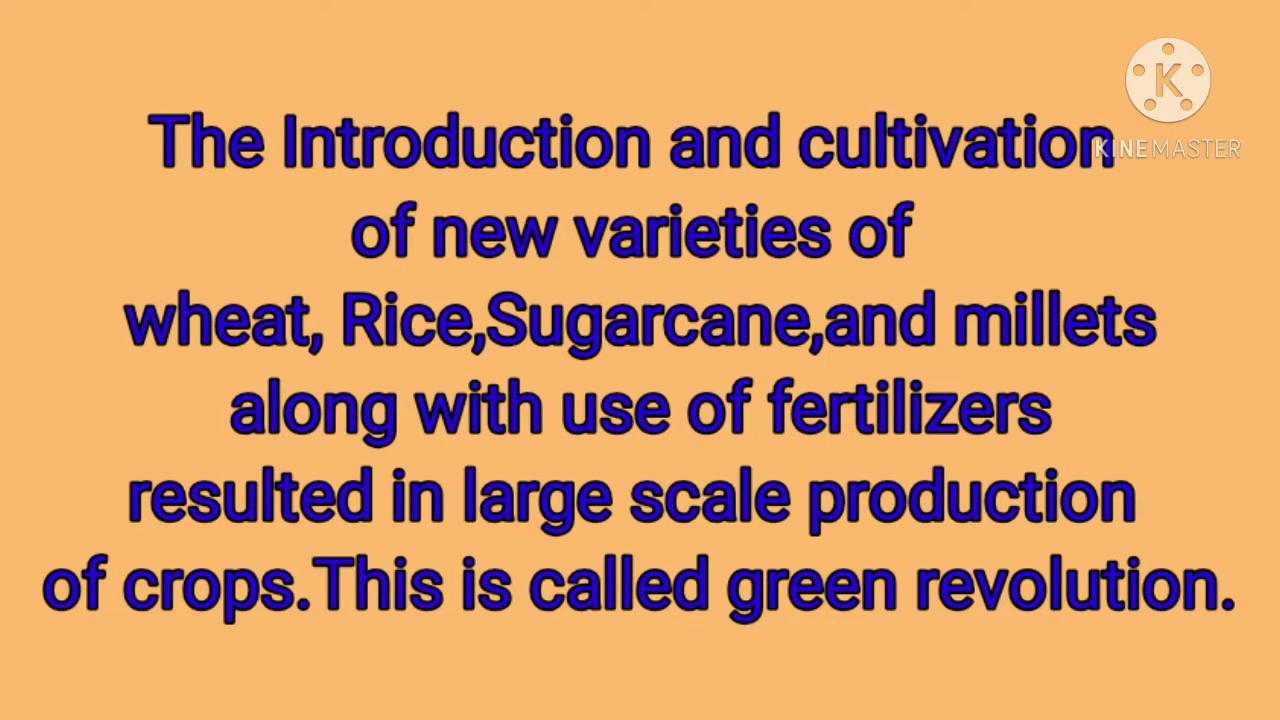 The Introduction and cultivation
of new varieties of
wheat, Rice,Sugarcane,and millets
along with use of fertilizers
resulted in large scale production
of crops.This is called green revolution.
K
KINEMASTER